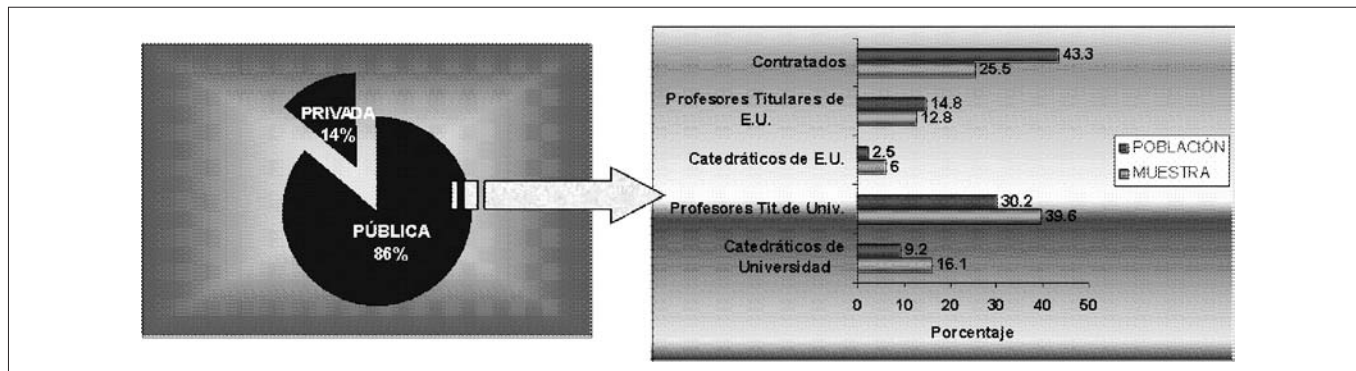 PRIVADA
14%
PÚBLICA
86%
Contratados
43.3
25.5
Profesores Titulares de
E.U.
14.8
12.8
Catedráticos de E.U.
2.5
6
Profesores Tit.de Univ.
30.2
39.6
Catedráticos de
Universidad
9.2
16.1
0 10 20 30 40 50
Porcentaje
POBLACIÓN
MUESTRA